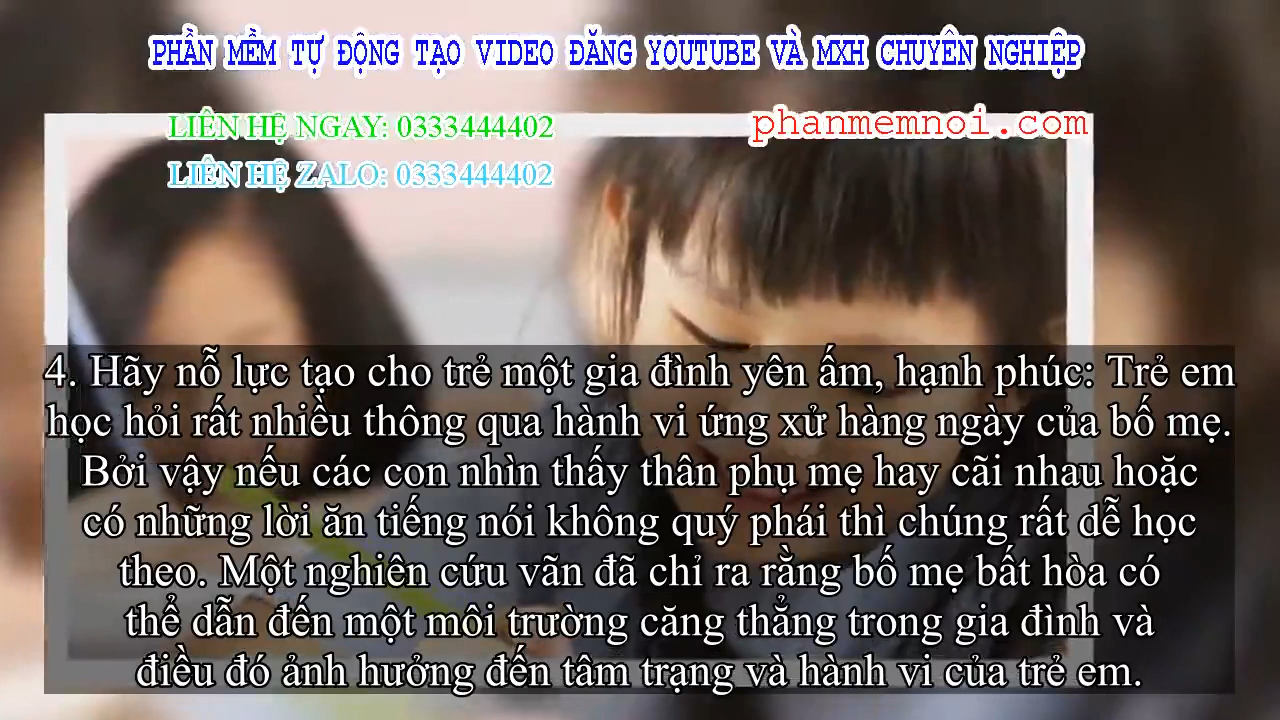 PHẦN MỀM TỰ ĐỘNG TẠO VIDEO ĐĂNG YOUTUBE VÀ MXH CHUYÊN NGHIỆP
LIÊN HỆ NGAY: 0333444402
phanmemnoi.com
LIÊN HỆ ZALO: 0333444402
4. Hãy nỗ lực tạo cho trẻ một gia đình yên ấm, hạnh phúc: Trẻ em
học hỏi rất nhiều thông qua hành vi ứng xử hàng ngày của bố mẹ.
Bởi vậy nếu các con nhìn thấy thân phụ mẹ hay cãi nhau hoặc
có những lời ăn tiếng nói không quý phái thì chúng rất dễ học
theo. Một nghiên cứu vãn đã chỉ ra rằng bố mẹ bất hòa có
thể dẫn đến một môi trường căng thẳng trong gia đình và
điều đó ảnh hưởng đến tâm trạng và hành vi của trẻ em.